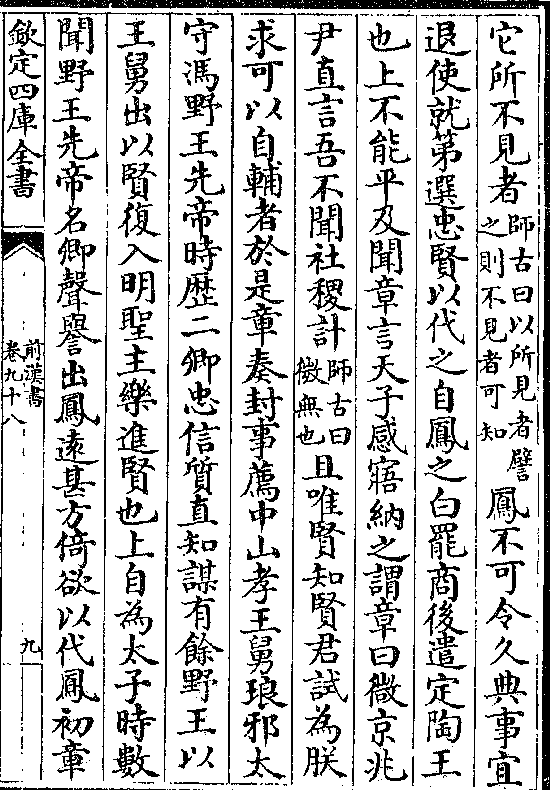 它所不見者師古曰以所見者譬之則不見者可知鳳不可令久典事宜
退使就第選忠賢以代之自鳳之白罷商後遣定陶王
也上不能平及聞章言天子感寤納之謂章曰微京兆
尹直言吾不聞社稷計師古曰微無也且唯賢知賢君試為朕
求可以自輔者於是章奏封事薦中山孝王舅琅邪太
守馮野王先帝時歴二卿忠信質直知謀有餘野王以
王舅出以賢復入明聖主樂進賢也上自為太子時數
聞野王先帝名卿聲譽出鳳遠甚方倚欲以代鳳初章
欽定四庫全書
前漢書
卷九十八
九